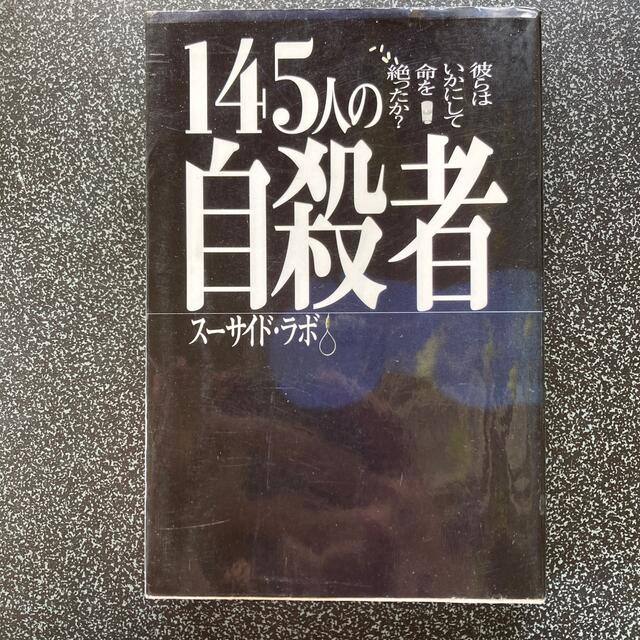 145人の
自殺者
彼らは
いかにして
命を
絶ったか?
スーサイド・ラボ